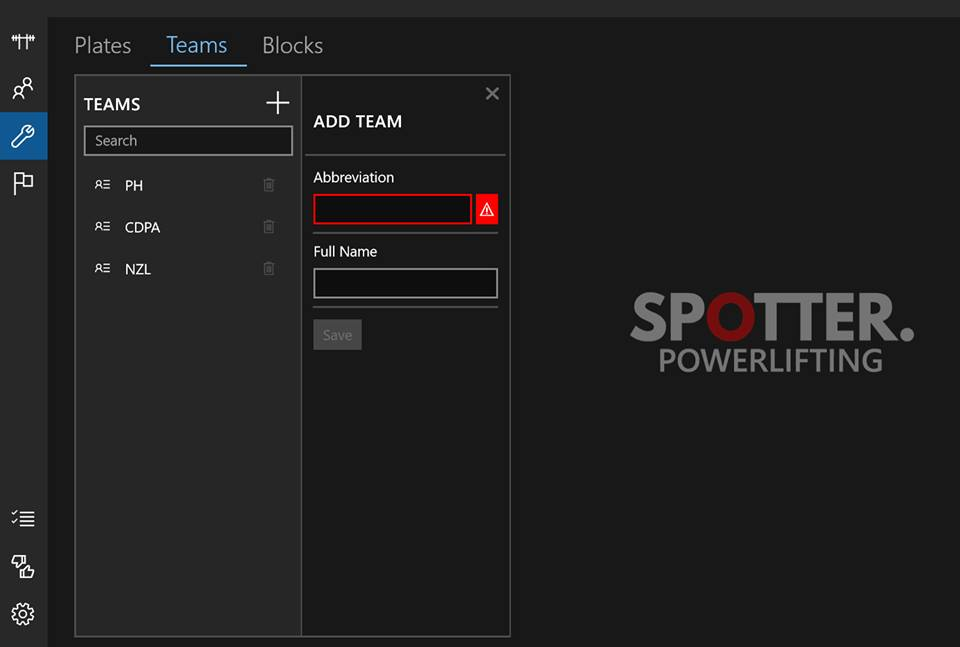 Plates Teams Blocks
TEAMS
Search
PH
CDPA
NZL
ADD TEAM
Abbreviation
Full Name
Save
SPOTTER.
POWERLIFTING